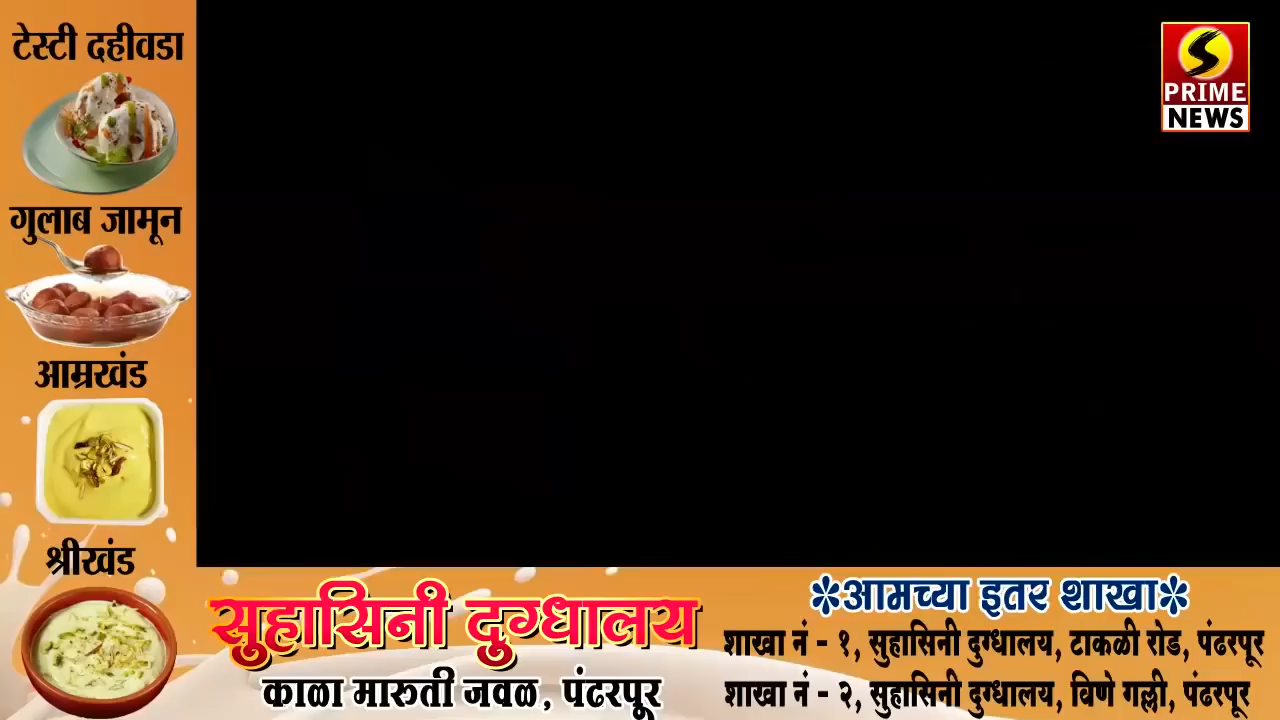 टेस्टी दहीवडा
गुलाब जामून
आम्रखंड
श्रीखंड
S
PRIME
NEWS
सुहासिनी दुग्धालय
काळा मारुती जवळ, पंढरपूर
✻आमच्या इतर शाखा✻
शाखा नं - १, सुहासिनी दुग्धालय, टाकळी रोड, पंढरपूर
शाखा नं - २, सुहासिनी दुग्धालय, विणे गल्ली, पंढरपूर